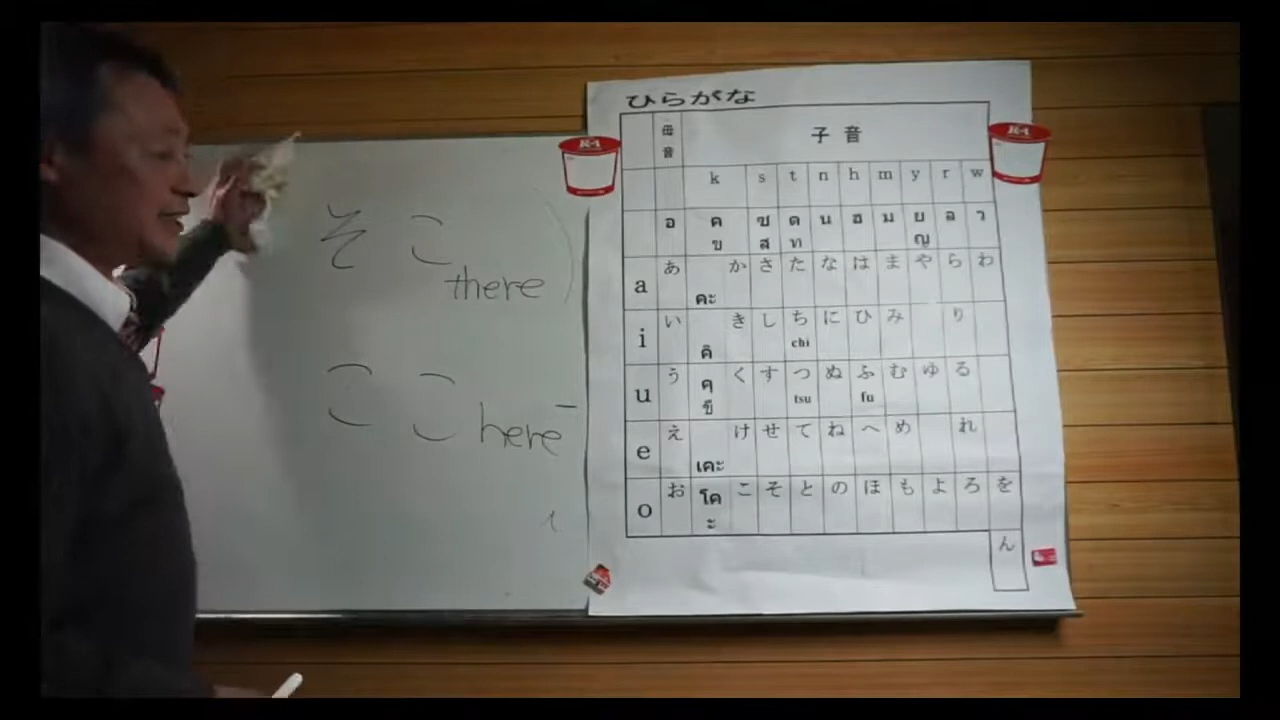 そこ
there
ここ
here
ひらがな
母音 子音
k s t n h m y r w
อ ค ซ ด น ฮ ม ย ล ว
ข ส ท ญ
a あ か さ た な は ま や ら わ
คะ
i い き し ち に ひ み り
คิ chi
u う く す つ ぬ ふ む ゆ る
คุ tsu fu
e え け せ て ね へ め れ
เคะ
o お โค こ そ と の ほ も よ ろ を
ะ
ん